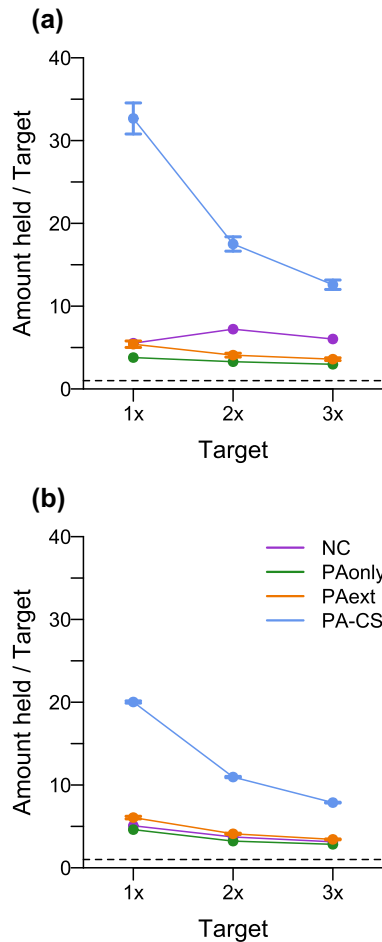 (a)
Amount held / Target
40
30
20
10
0
1x 2x 3x
Target
(b)
Amount held / Target
40
30
20
10
0
NC
PAonly
PAext
PA-CS
1x 2x 3x
Target